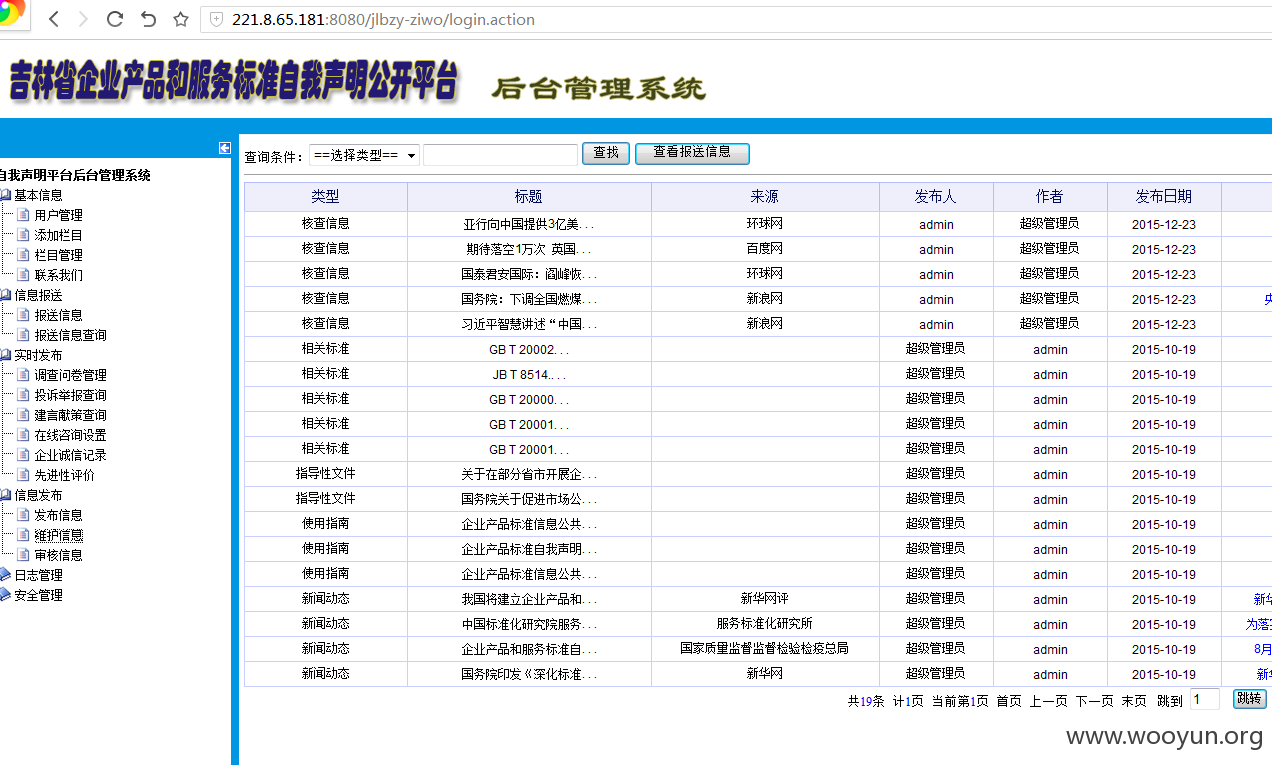 221.8.65.181:8080/jlbzy-ziwo/login.action
吉林省企业产品和服务标准自我声明公开平台 后台管理系统
自我声明平台后台管理系统
基本信息
用户管理
添加栏目
栏目管理
联系我们
信息报送
报送信息
报送信息查询
实时发布
调查问卷管理
投诉举报查询
建言献策查询
在线咨询设置
企业诚信记录
先进性评价
信息发布
发布信息
维护信息
审核信息
日志管理
安全管理
查询条件： ==选择类型== 查找 查看报送信息
类型 标题 来源 发布人 作者 发布日期
核查信息 亚行向中国提供3亿美... 环球网 admin 超级管理员 2015-12-23
核查信息 期待落空1万次 英国... 百度网 admin 超级管理员 2015-12-23
核查信息 国泰君安国际：阎峰恢... 环球网 admin 超级管理员 2015-12-23
核查信息 国务院：下调全国燃煤... 新浪网 admin 超级管理员 2015-12-23
核查信息 习近平智慧讲述“中国... 新浪网 admin 超级管理员 2015-12-23
相关标准 GB T 20002... 超级管理员 admin 2015-10-19
相关标准 JB T 8514.... 超级管理员 admin 2015-10-19
相关标准 GB T 20000... 超级管理员 admin 2015-10-19
相关标准 GB T 20001... 超级管理员 admin 2015-10-19
相关标准 GB T 20001... 超级管理员 admin 2015-10-19
指导性文件 关于在部分省市开展企... 超级管理员 admin 2015-10-19
指导性文件 国务院关于促进市场公... 超级管理员 admin 2015-10-19
使用指南 企业产品标准信息公共... 超级管理员 admin 2015-10-19
使用指南 企业产品标准自我声明... 超级管理员 admin 2015-10-19
使用指南 企业产品标准信息公共... 超级管理员 admin 2015-10-19
新闻动态 我国将建立企业产品和... 新华网评 超级管理员 admin 2015-10-19
新闻动态 中国标准化研究院服务... 服务标准化研究所 超级管理员 admin 2015-10-19 为落
新闻动态 企业产品和服务标准自... 国家质量监督监督检验检疫总局 超级管理员 admin 2015-10-19 8月
新闻动态 国务院印发《深化标准... 新华网 超级管理员 admin 2015-10-19
共19条 计1页 当前第1页 首页 上一页 下一页 末页 跳到 1 跳转
www.wooyun.org